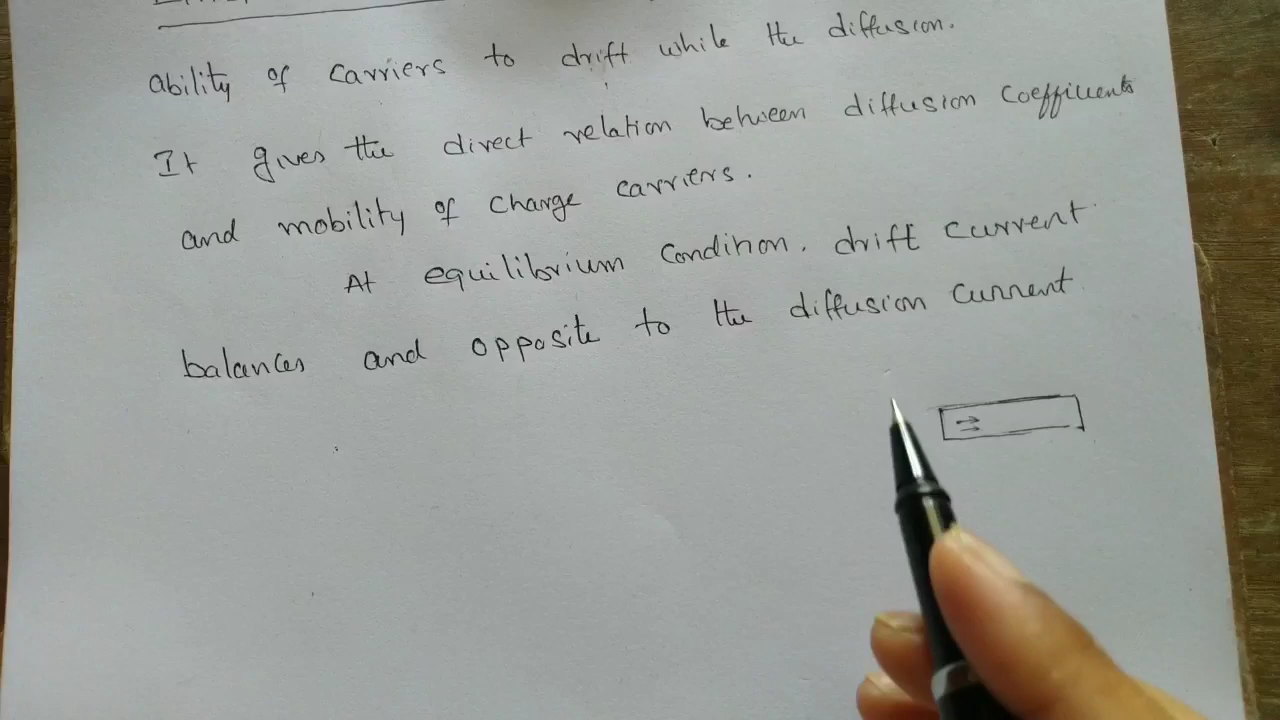 ability of carriers to drift while the diffusion.
It gives the direct relation between diffusion coefficients
and mobility of charge carriers.
At equilibrium condition. drift current
balances and opposite to the diffusion current